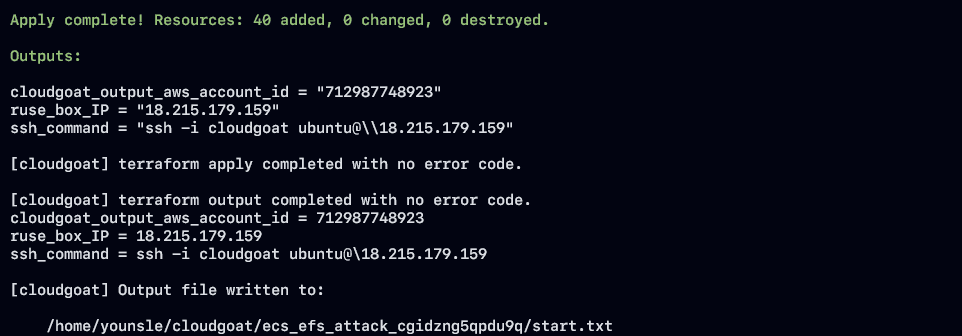 Apply complete! Resources: 40 added, 0 changed, 0 destroyed.
Outputs:
cloudgoat_output_aws_account_id = "712987748923"
ruse_box_IP = "18.215.179.159"
ssh_command = "ssh -i cloudgoat ubuntu@\\18.215.179.159"
[cloudgoat] terraform apply completed with no error code.
[cloudgoat] terraform output completed with no error code.
cloudgoat_output_aws_account_id = 712987748923
ruse_box_IP = 18.215.179.159
ssh_command = ssh -i cloudgoat ubuntu@\18.215.179.159
[cloudgoat] Output file written to:
/home/younsle/cloudgoat/ecs_efs_attack_cgidzng5qpdu9q/start.txt